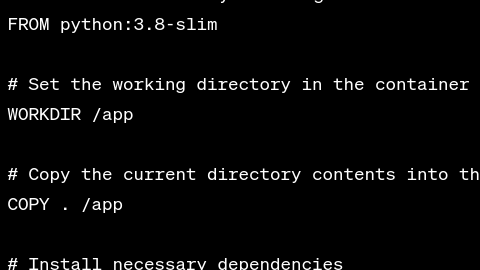 FROM python:3.8-slim
# Set the working directory in the container
WORKDIR /app
# Copy the current directory contents into th
COPY . /app
# Install necessary dependencies